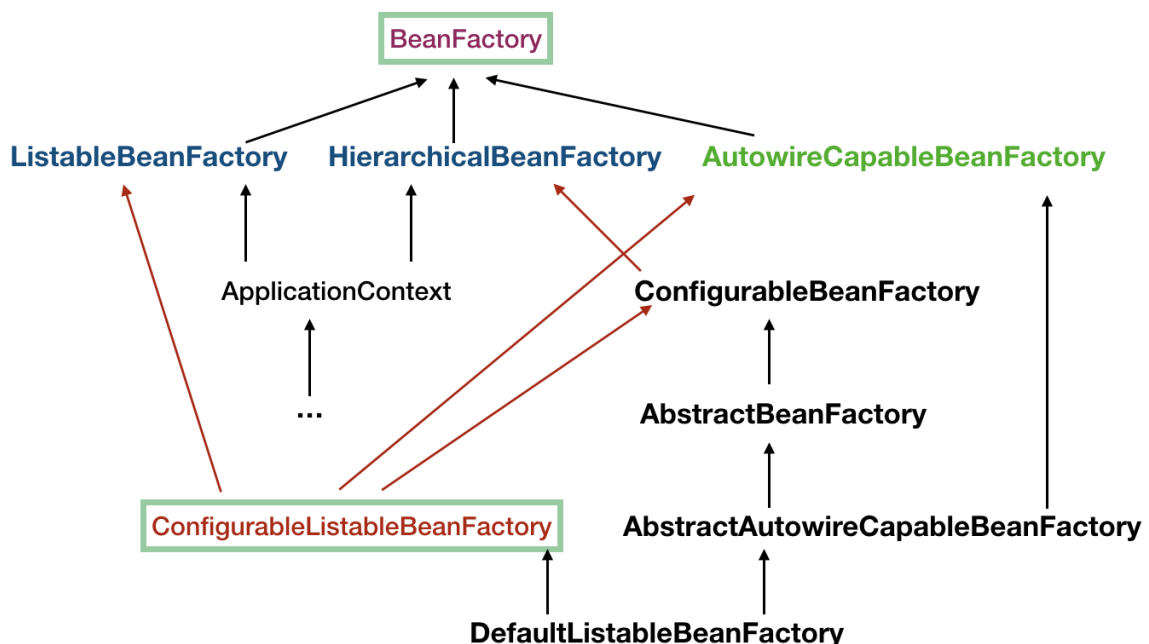 BeanFactory
ListableBeanFactory
HierarchicalBeanFactory
AutowireCapableBeanFactory
ApplicationContext
ConfigurableBeanFactory
...
AbstractBeanFactory
ConfigurableListableBeanFactory
AbstractAutowireCapableBeanFactory
DefaultListableBeanFactory